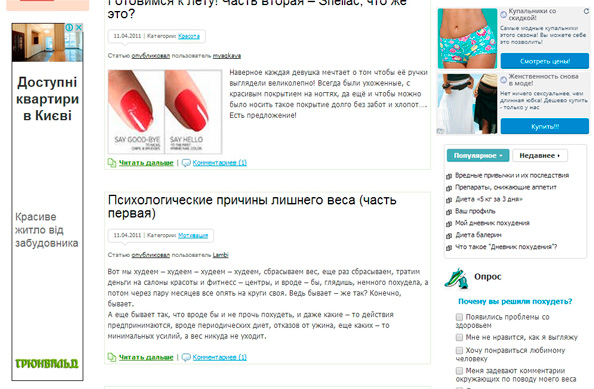 Готовимся к лету! Часть вторая – Shellac, что же
это?
11.04.2011 | Категории: Красота
Статью опубликовал пользователь myackava
Наверное каждая девушка мечтает о том чтобы её ручки
выглядели великолепно! Всегда были ухоженные, с
красивым покрытием на ногтях, да ещё и чтобы можно
было носить такое покрытие долго без забот и хлопот....
Есть предложение!
SAY GOOD-BYE
SAY HELLO
Читать дальше | Комментариев (1)
Психологические причины лишнего веса (часть
первая)
11.04.2011 | Категории: Мотивация
Статью опубликовал пользователь Lambi
Вот мы худеем – худеем – худеем – худеем, сбрасываем вес, еще раз сбрасываем, тратим
деньги на салоны красоты и фитнесс – центры, и вроде – бы, глядишь, немного похудела, а
потом через пару месяцев все опять на круги своя. Ведь бывает – же так? Конечно,
бывает.
А еще бывает так, что вроде бы и не прочь похудеть, и даже какие – то действия
предпринимаются, вроде периодических диет, отказов от ужина, еще каких – то
минимальных усилий, а вес никуда не уходит.
Читать дальше | Комментариев (1)
Доступні
квартири
в Києві
Красиве
житло від
забудовника
ГРЮНВАЛЬД
Купальники со
скидкой!
Самые модные купальники
этого сезона! Вы можете себе
это позволить!
Смотреть цены!
Женственность снова
в моде!
Нет ничего сексуальнее, чем
длинная юбка! Дешево купить
- только у нас
Купить!!!
Популярное
Недавнее
Вредные привычки и их последствия
Препараты, снижающие аппетит
Диета «5 кг за 3 дня»
Ваш профиль
Мой дневник похудения
Диета балерин
Что такое "Дневник похудения"?
Опрос
Почему вы решили похудеть?
Появились проблемы со
здоровьем
Мне не нравится, как я выгляжу
Хочу понравиться любимому
человеку
Меня задевают комментарии
окружающих по поводу моего веса